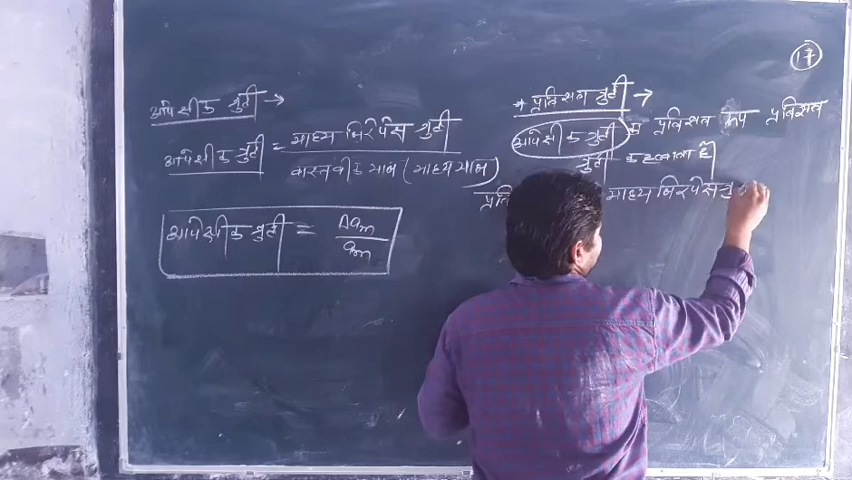 आपेक्षीक त्रुटी →
आपेक्षीक त्रुटी = माध्य निरपेक्ष त्रुटी
वास्तवीक मान (माध्य मान)
आपेक्षीक त्रुटी = Δam
am
17
* प्रतिशत त्रुटी →
आपेक्षीक त्रुटी का प्रतिशत रूप प्रतिशत
त्रुटी कहलाता है
माध्य निरपेक्ष